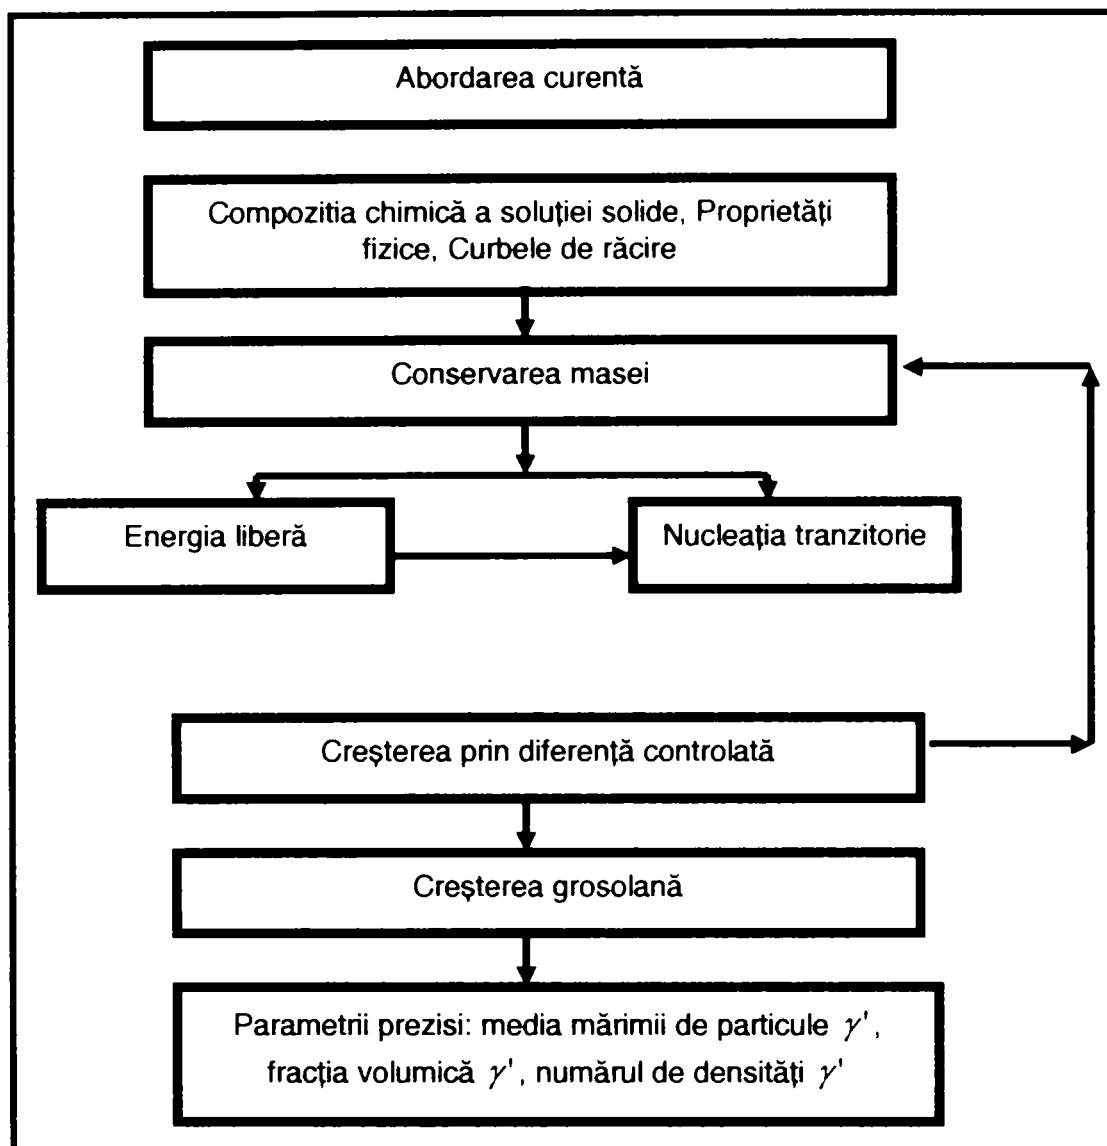 Abordarea curentă
Compozitia chimică a soluției solide, Proprietăți
fizice, Curbele de răcire
Conservarea masei
Energia liberă
Nucleația tranzitorie
Creșterea prin diferență controlată
Creșterea grosolană
Parametrii prezisi: media mărimii de particule γ',
fracția volumică γ', numărul de densități γ'